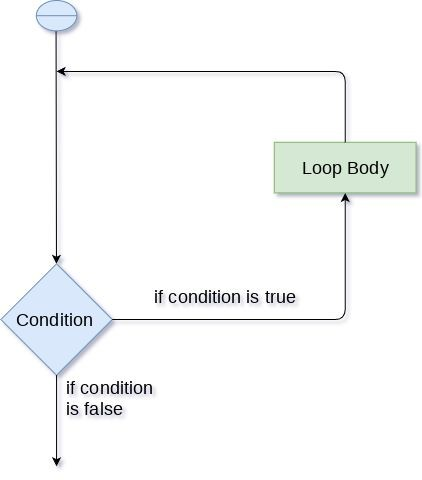 Loop Body
if condition is true
Condition
if condition
is false